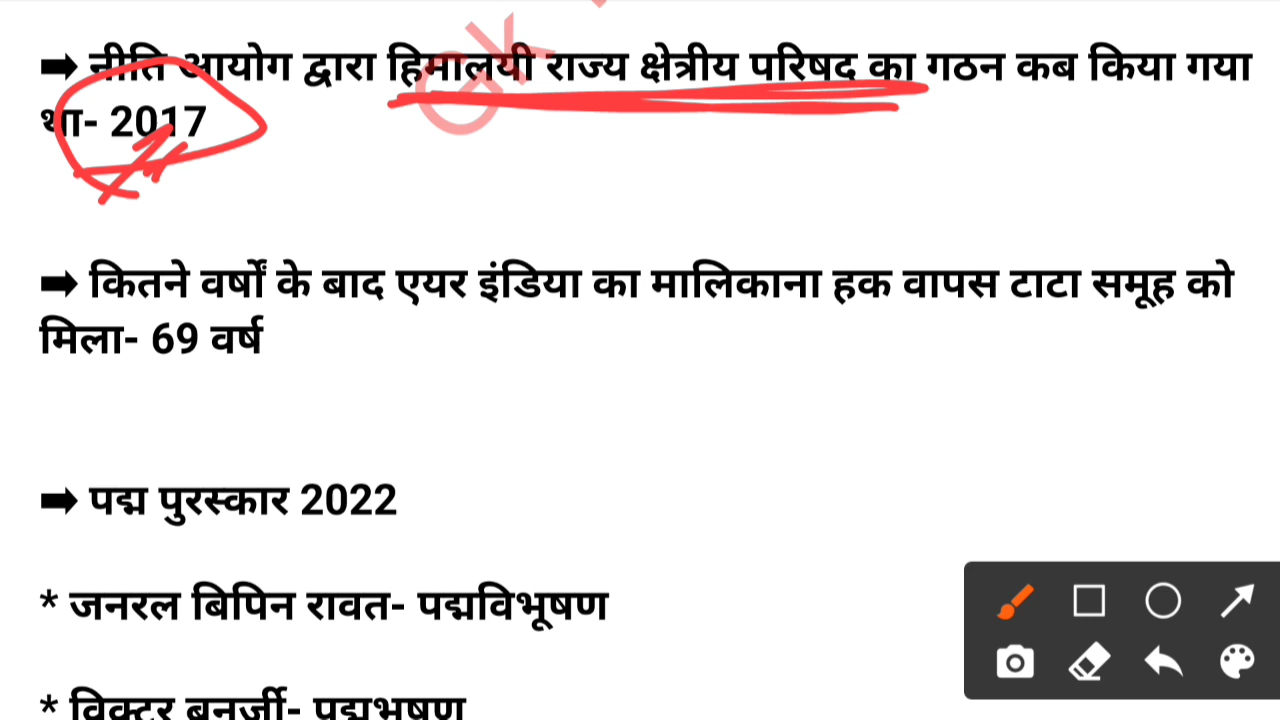 ➡ नीति आयोग द्वारा हिमालयी राज्य क्षेत्रीय परिषद का गठन कब किया गया
था- 2017
➡ कितने वर्षों के बाद एयर इंडिया का मालिकाना हक वापस टाटा समूह को
मिला- 69 वर्ष
➡ पद्म पुरस्कार 2022
* जनरल बिपिन रावत- पद्मविभूषण
* विक्टर बनर्जी- पद्मभूषण
GK